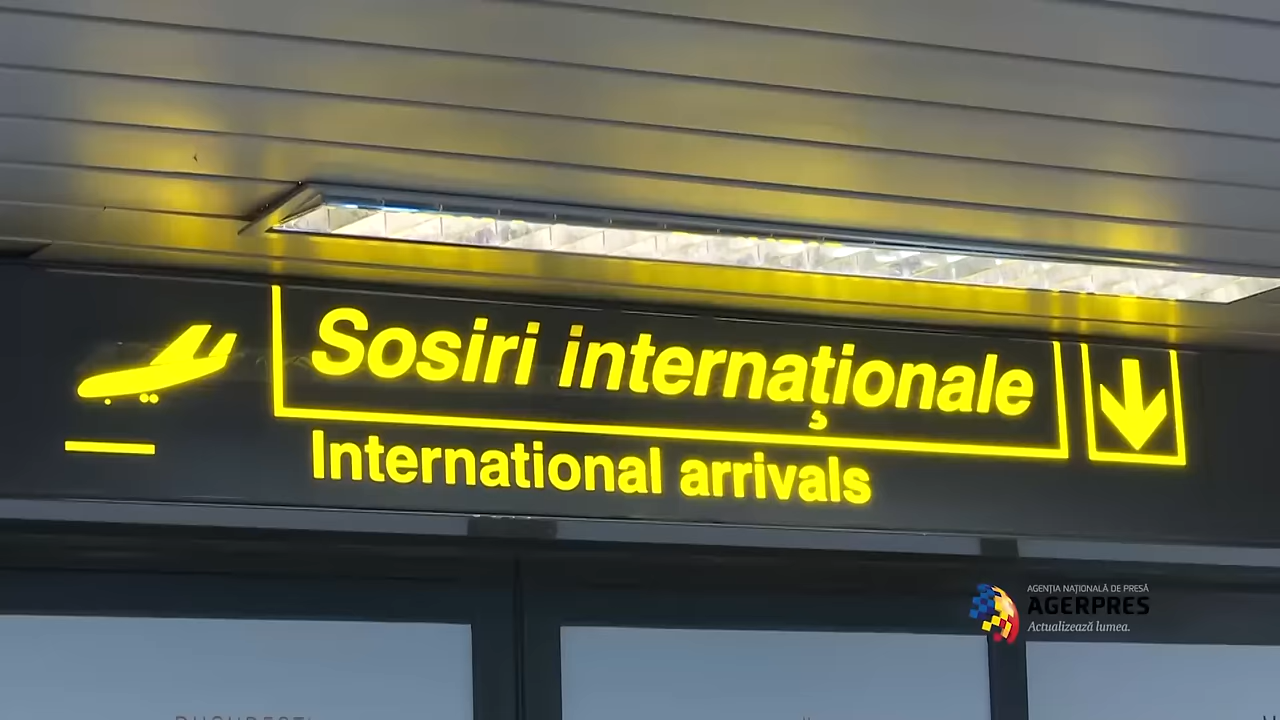 Sosiri internaționale
International arrivals
AGENȚIA NAȚIONALĂ DE PRESĂ
AGERPRES
Actualizează lumea.